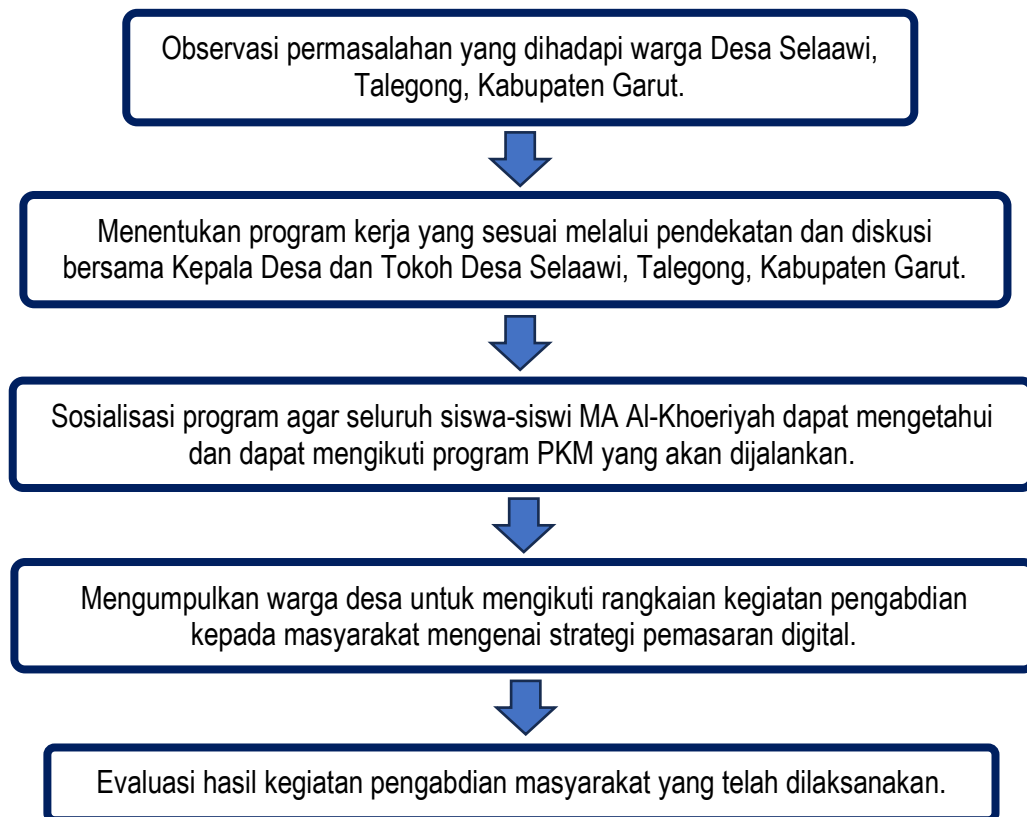 Observasi permasalahan yang dihadapi warga Desa Selaawi,
Talegong, Kabupaten Garut.
Menentukan program kerja yang sesuai melalui pendekatan dan diskusi
bersama Kepala Desa dan Tokoh Desa Selaawi, Talegong, Kabupaten Garut.
Sosialisasi program agar seluruh siswa-siswi MA Al-Khoeriyah dapat mengetahui
dan dapat mengikuti program PKM yang akan dijalankan.
Mengumpulkan warga desa untuk mengikuti rangkaian kegiatan pengabdian
kepada masyarakat mengenai strategi pemasaran digital.
Evaluasi hasil kegiatan pengabdian masyarakat yang telah dilaksanakan.